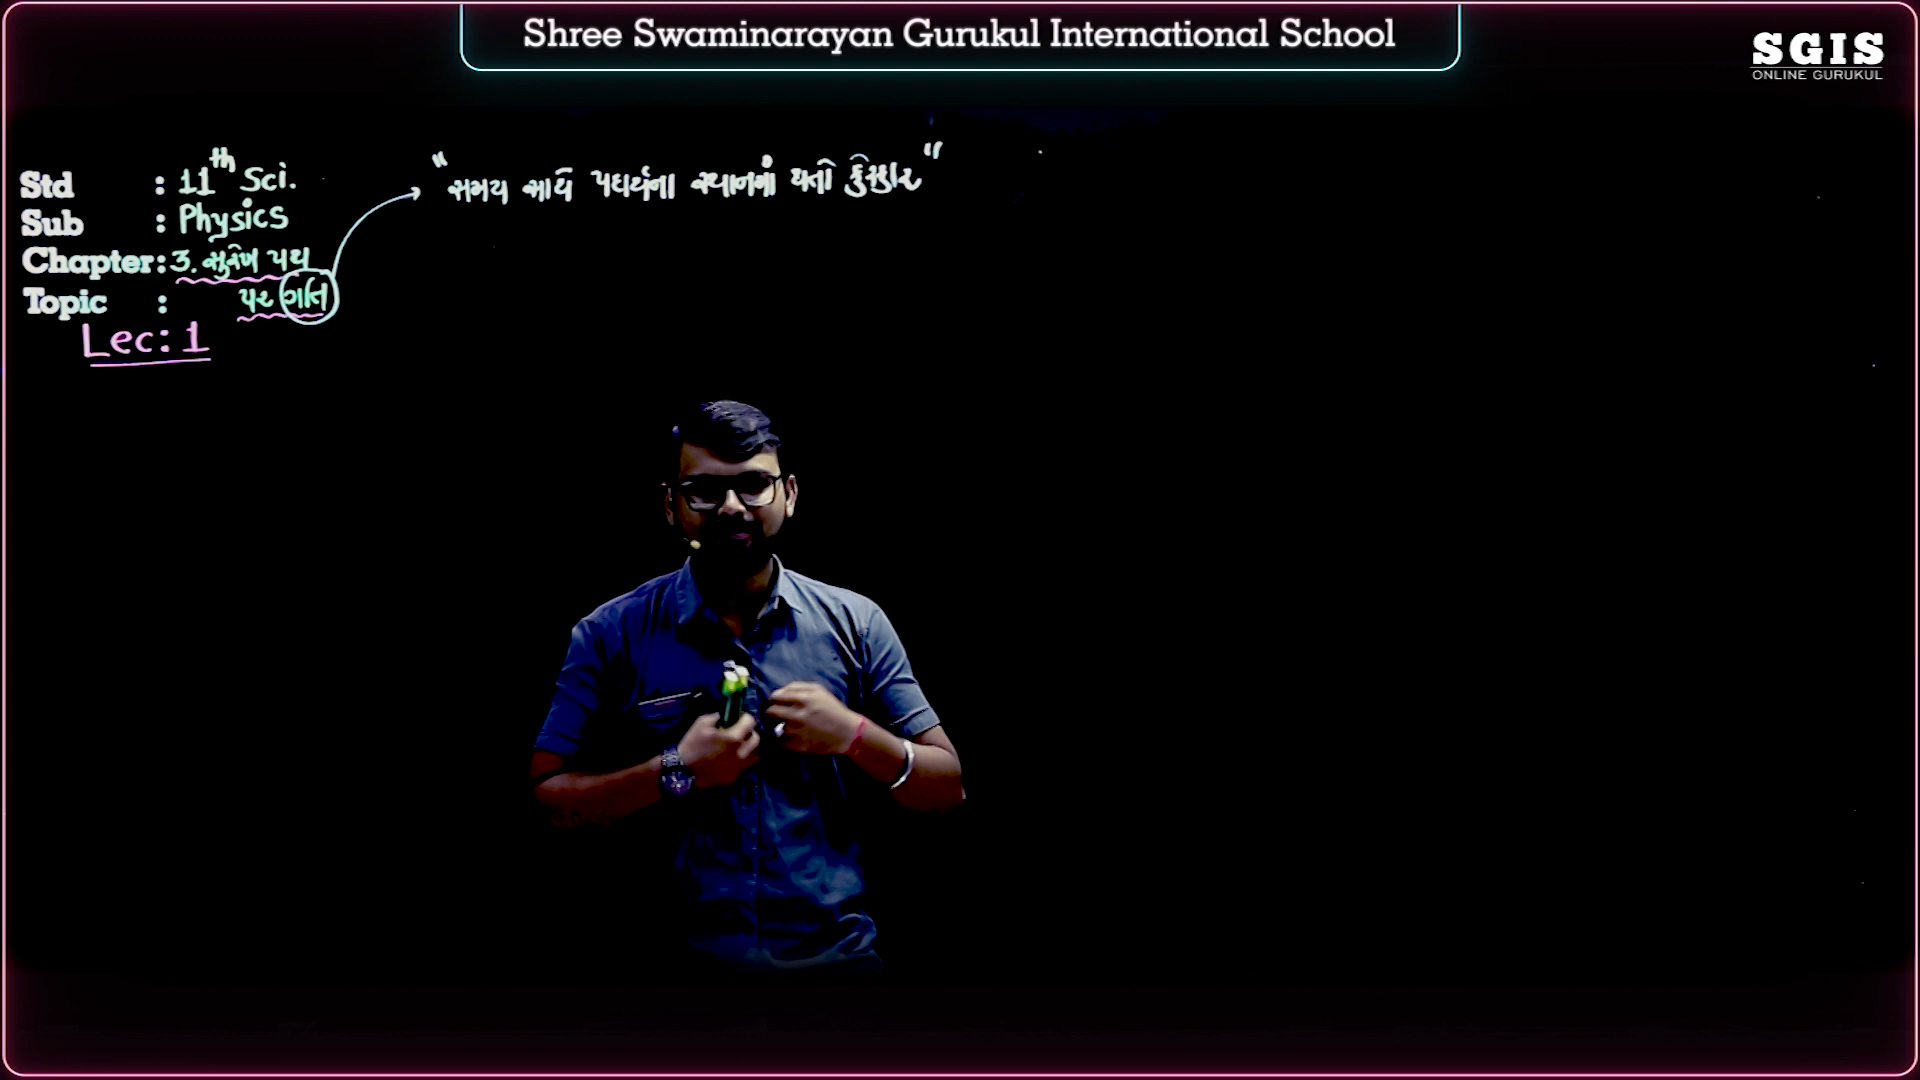 Shree Swaminarayan Gurukul International School
SGIS
ONLINE GURUKUL
Std : 11th Sci.
"સમય સાથે પદાર્થના સ્થાનમાં થતો ફેરફાર"
Sub : Physics
Chapter: 3. સુરેખ પથ
Topic : પર ગતિ
Lec: 1